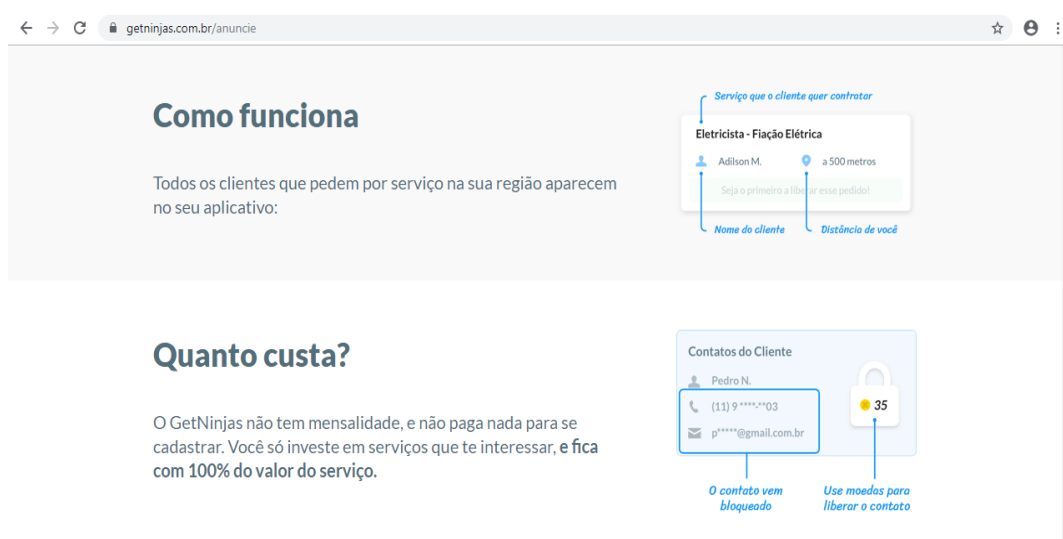 getninjas.com.br/anuncie
Como funciona
Todos os clientes que pedem por serviço na sua região aparecem
no seu aplicativo:
Serviço que o cliente quer contratar
Eletricista - Fiação Elétrica
Adilson M.
a 500 metros
Seja o primeiro a liberar esse pedido!
Nome do cliente
Distância de você
Quanto custa?
O GetNinjas não tem mensalidade, e não paga nada para se
cadastrar. Você só investe em serviços que te interessar, e fica
com 100% do valor do serviço.
Contatos do Cliente
Pedro N.
(11) 9 ****-**03
p*****@gmail.com.br
35
O contato vem
bloqueado
Use moedas para
liberar o contato